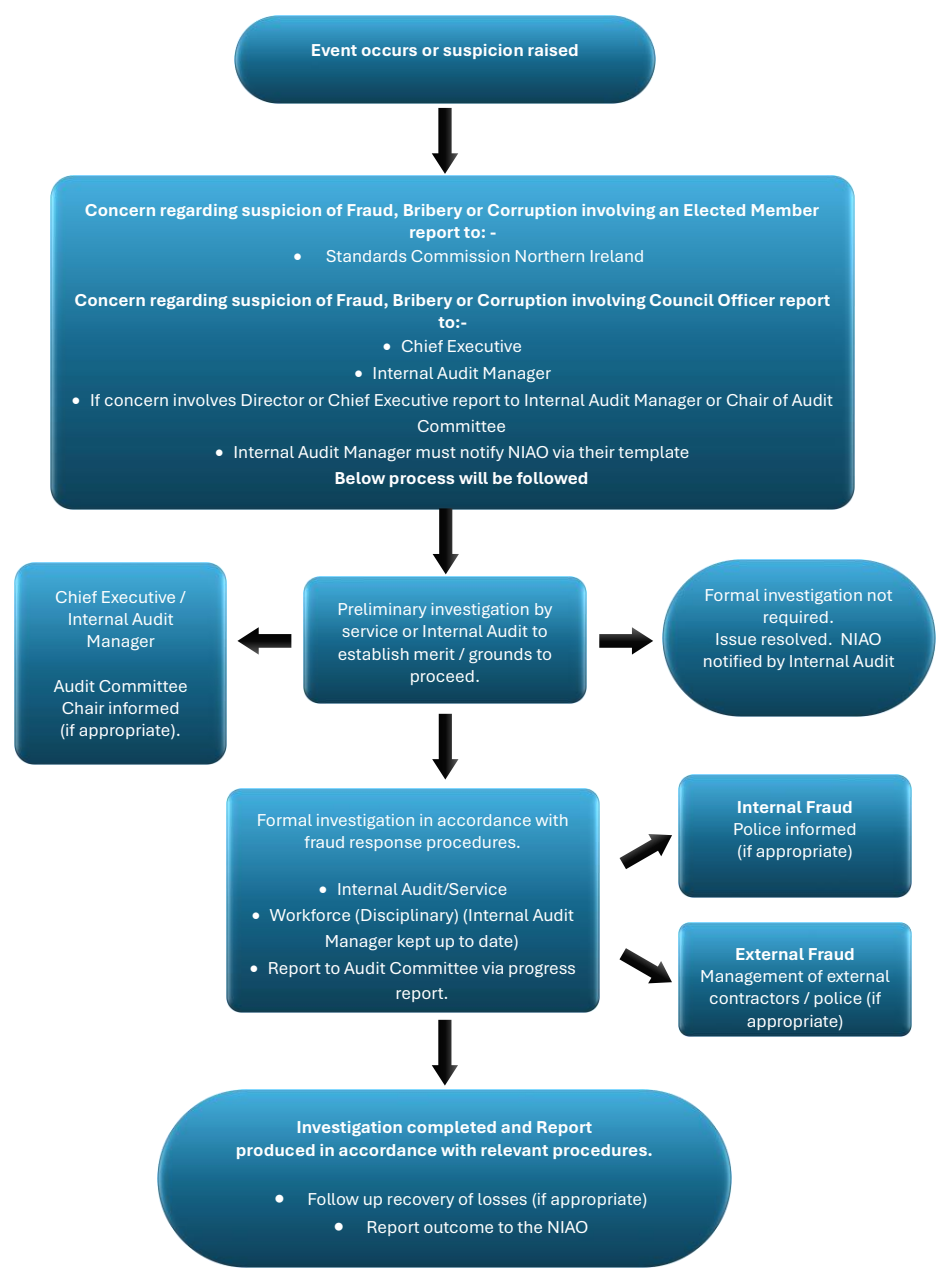 Event occurs or suspicion raised
Concern regarding suspicion of Fraud, Bribery or Corruption involving an Elected Member
report to: -
• Standards Commission Northern Ireland
Concern regarding suspicion of Fraud, Bribery or Corruption involving Council Officer report
to:-
• Chief Executive
• Internal Audit Manager
• If concern involves Director or Chief Executive report to Internal Audit Manager or Chair of Audit
Committee
• Internal Audit Manager must notify NIAO via their template
Below process will be followed
Chief Executive /
Internal Audit
Manager
Audit Committee
Chair informed
(if appropriate).
Preliminary investigation by
service or Internal Audit to
establish merit / grounds to
proceed.
Formal investigation not
required.
Issue resolved. NIAO
notified by Internal Audit
Formal investigation in accordance with
fraud response procedures.
• Internal Audit/Service
• Workforce (Disciplinary) (Internal Audit
Manager kept up to date)
• Report to Audit Committee via progress
report.
Internal Fraud
Police informed
(if appropriate)
External Fraud
Management of external
contractors / police (if
appropriate)
Investigation completed and Report
produced in accordance with relevant procedures.
• Follow up recovery of losses (if appropriate)
• Report outcome to the NIAO